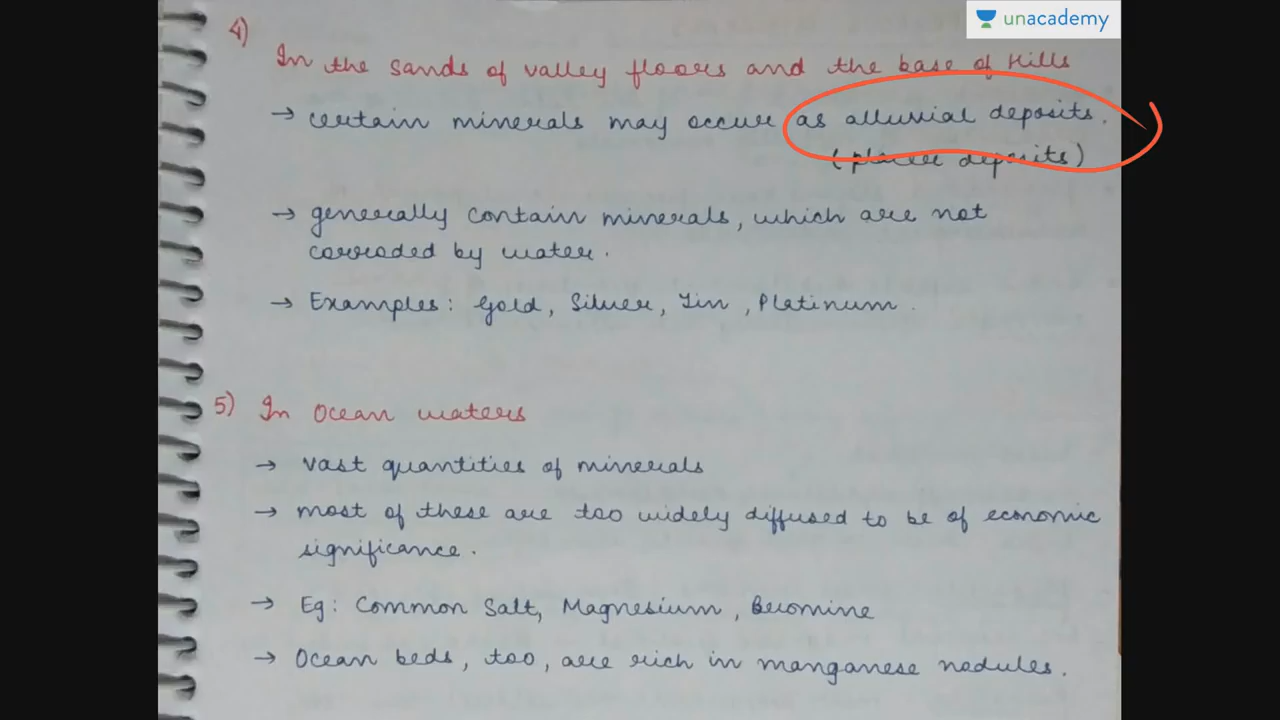 unacademy
4)
In the sands of valley floors and the base of Hills
→ certain minerals may occur as alluvial deposits.
(placer deposits)
→ generally contain minerals, which are not
corroded by water.
→ Examples: Gold, Silver, Tin, Platinum.
5) In Ocean waters
→ vast quantities of minerals
→ most of these are too widely diffused to be of economic
significance.
→ Eg: Common Salt, Magnesium, Bromine
→ Ocean beds, too, are rich in manganese nodules.